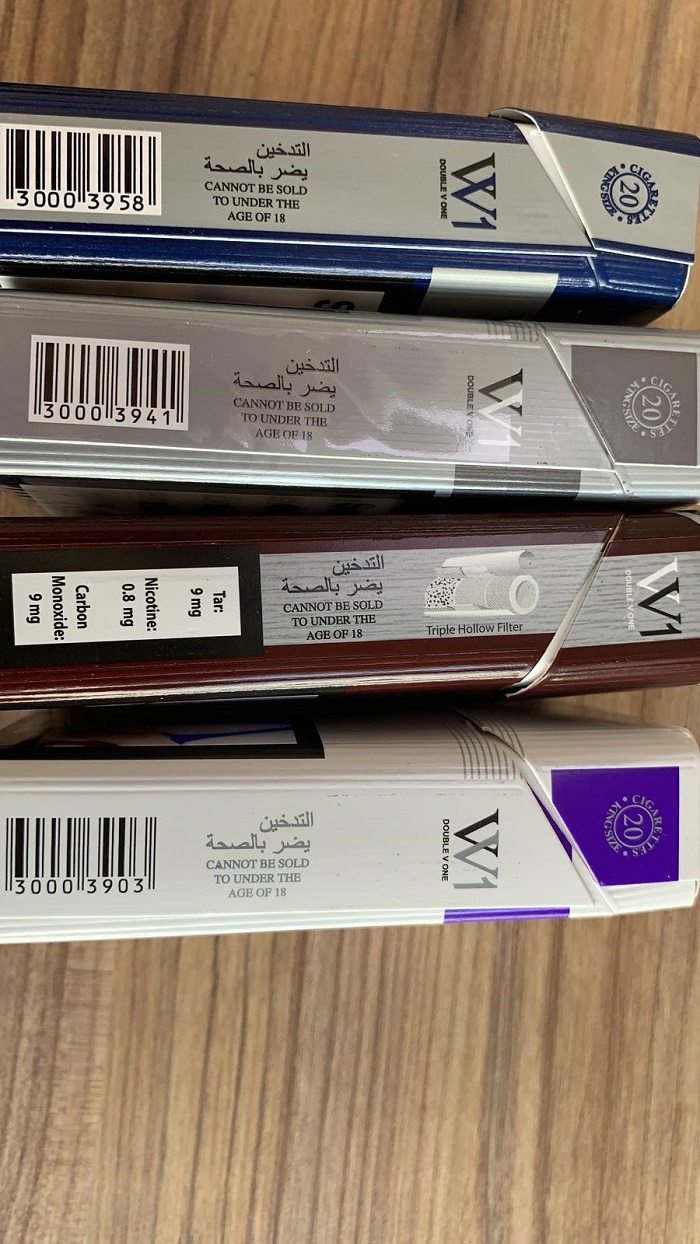 3000 3958
التدخين
يضر بالصحة
CANNOT BE SOLD
TO UNDER THE
AGE OF 18
W1
DOUBLE V ONE
CIGARETTES
20
KING SIZE
3000 3941
التدخين
يضر بالصحة
CANNOT BE SOLD
TO UNDER THE
AGE OF 18
W1
DOUBLE V ONE
CIGARETTES
20
KING SIZE
Tar:
9 mg
Nicotine:
0.8 mg
Carbon
Monoxide:
9 mg
التدخين
يضر بالصحة
CANNOT BE SOLD
TO UNDER THE
AGE OF 18
Triple Hollow Filter
W1
DOUBLE V ONE
3000 3903
التدخين
يضر بالصحة
CANNOT BE SOLD
TO UNDER THE
AGE OF 18
W1
DOUBLE V ONE
CIGARETTES
20
KING SIZE